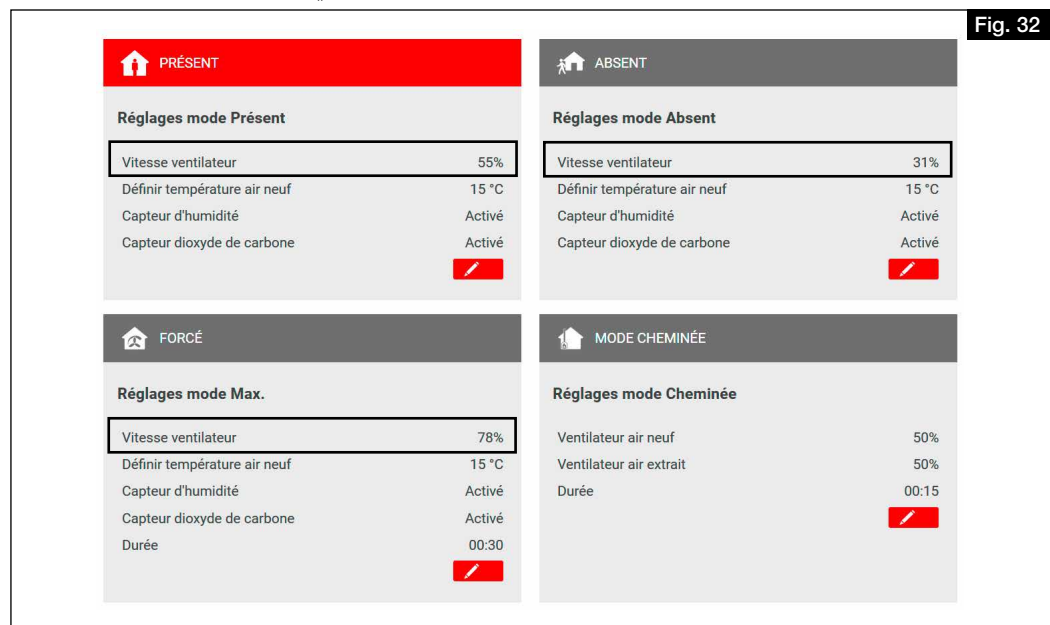 Fig. 32
PRÉSENT
Réglages mode Présent
Vitesse ventilateur 55%
Définir température air neuf 15 °C
Capteur d'humidité Activé
Capteur dioxyde de carbone Activé
ABSENT
Réglages mode Absent
Vitesse ventilateur 31%
Définir température air neuf 15 °C
Capteur d'humidité Activé
Capteur dioxyde de carbone Activé
FORCÉ
Réglages mode Max.
Vitesse ventilateur 78%
Définir température air neuf 15 °C
Capteur d'humidité Activé
Capteur dioxyde de carbone Activé
Durée 00:30
MODE CHEMINÉE
Réglages mode Cheminée
Ventilateur air neuf 50%
Ventilateur air extrait 50%
Durée 00:15